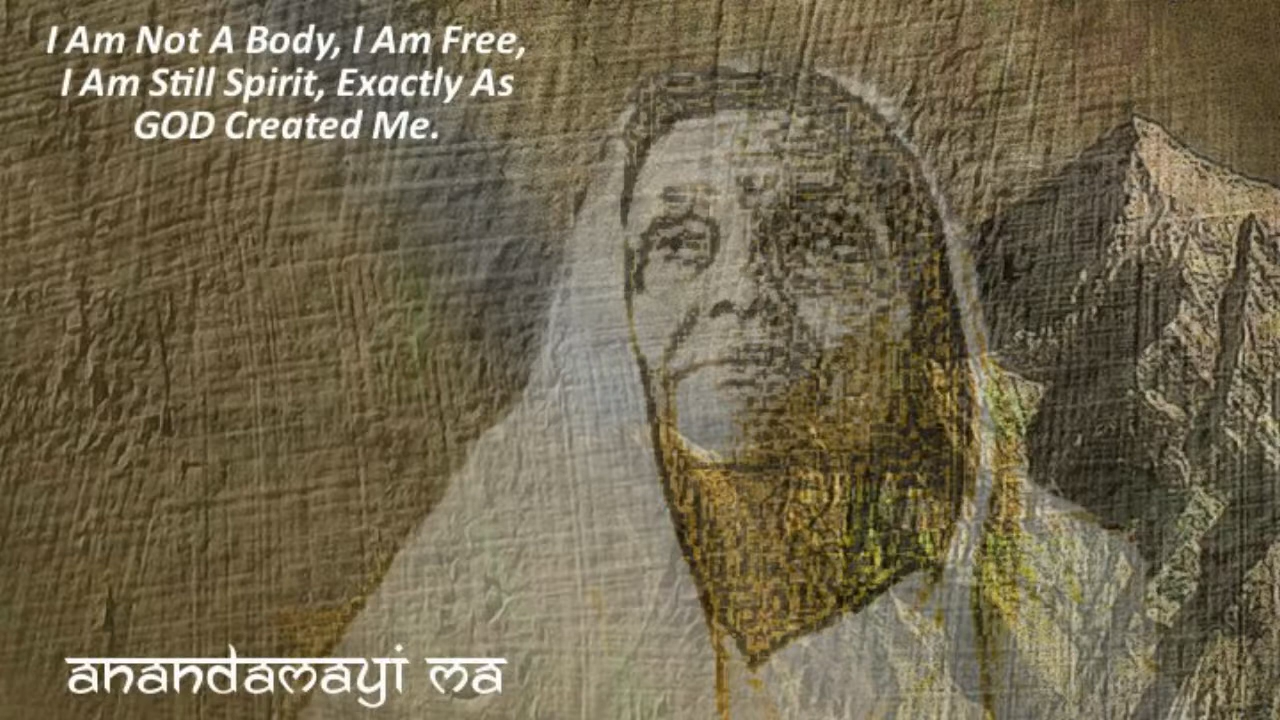 I Am Not A Body, I Am Free,
I Am Still Spirit, Exactly As
GOD Created Me.
anandamayi ma